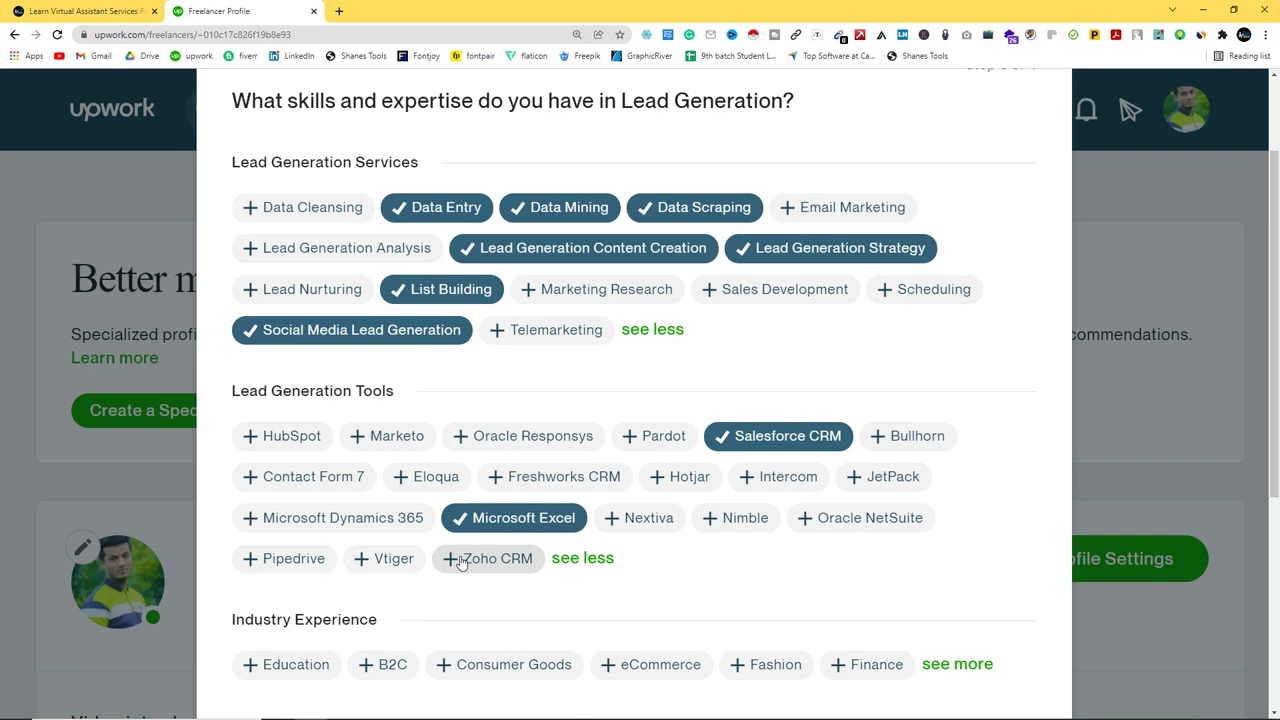 Learn Virtual Assistant Services F
Freelancer Profile
upwork.com/freelancers/~010c17c826f19b8e93
Apps
Gmail
Drive
upwork
fiverr
LinkedIn
Shanes Tools
Fontjoy
fontpair
flaticon
Freepik
GraphicRiver
9th batch Student L...
Top Software at Ca...
Shanes Tools
Reading list
upwork
What skills and expertise do you have in Lead Generation?
Lead Generation Services
Data Cleansing
Data Entry
Data Mining
Data Scraping
Email Marketing
Lead Generation Analysis
Lead Generation Content Creation
Lead Generation Strategy
Lead Nurturing
List Building
Marketing Research
Sales Development
Scheduling
Social Media Lead Generation
Telemarketing
see less
Lead Generation Tools
HubSpot
Marketo
Oracle Responsys
Pardot
Salesforce CRM
Bullhorn
Contact Form 7
Eloqua
Freshworks CRM
Hotjar
Intercom
JetPack
Microsoft Dynamics 365
Microsoft Excel
Nextiva
Nimble
Oracle NetSuite
Pipedrive
Vtiger
Zoho CRM
see less
Industry Experience
Education
B2C
Consumer Goods
eCommerce
Fashion
Finance
see more
Better m
Specialized profi
commendations.
Learn more
Create a Spec
file Settings